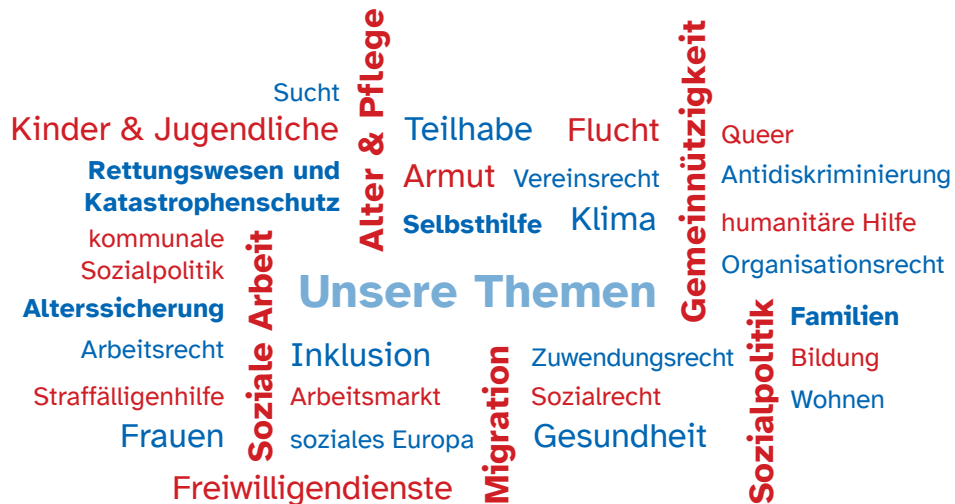 Sucht
Kinder & Jugendliche
Rettungswesen und
Katastrophenschutz
kommunale
Sozialpolitik
Alterssicherung
Arbeitsrecht
Straffälligenhilfe
Frauen
Soziale Arbeit
Alter & Pflege
Teilhabe
Flucht
Armut
Vereinsrecht
Selbsthilfe
Klima
Gemeinnützigkeit
Queer
Antidiskriminierung
humanitäre Hilfe
Organisationsrecht
Unsere Themen
Inklusion
Arbeitsmarkt
soziales Europa
Freiwilligendienste
Migration
Zuwendungsrecht
Sozialrecht
Gesundheit
Sozialpolitik
Familien
Bildung
Wohnen